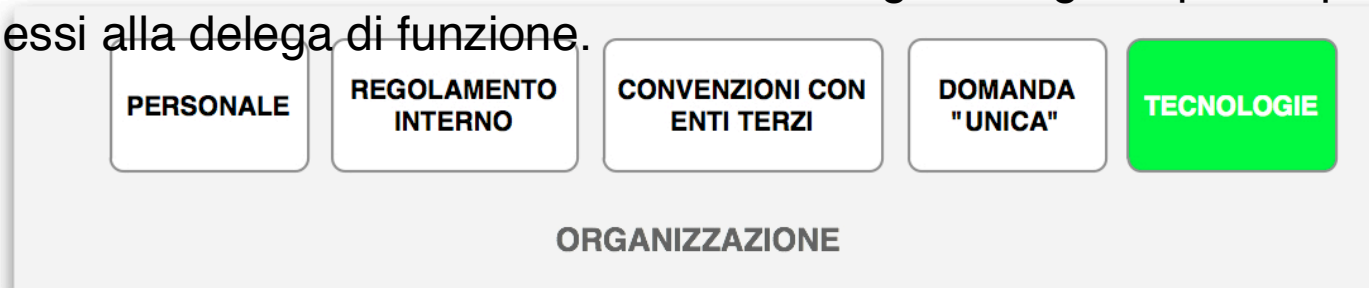 essi alla delega di funzione.
PERSONALE
REGOLAMENTO
INTERNO
CONVENZIONI CON
ENTI TERZI
DOMANDA
"UNICA"
TECNOLOGIE
ORGANIZZAZIONE